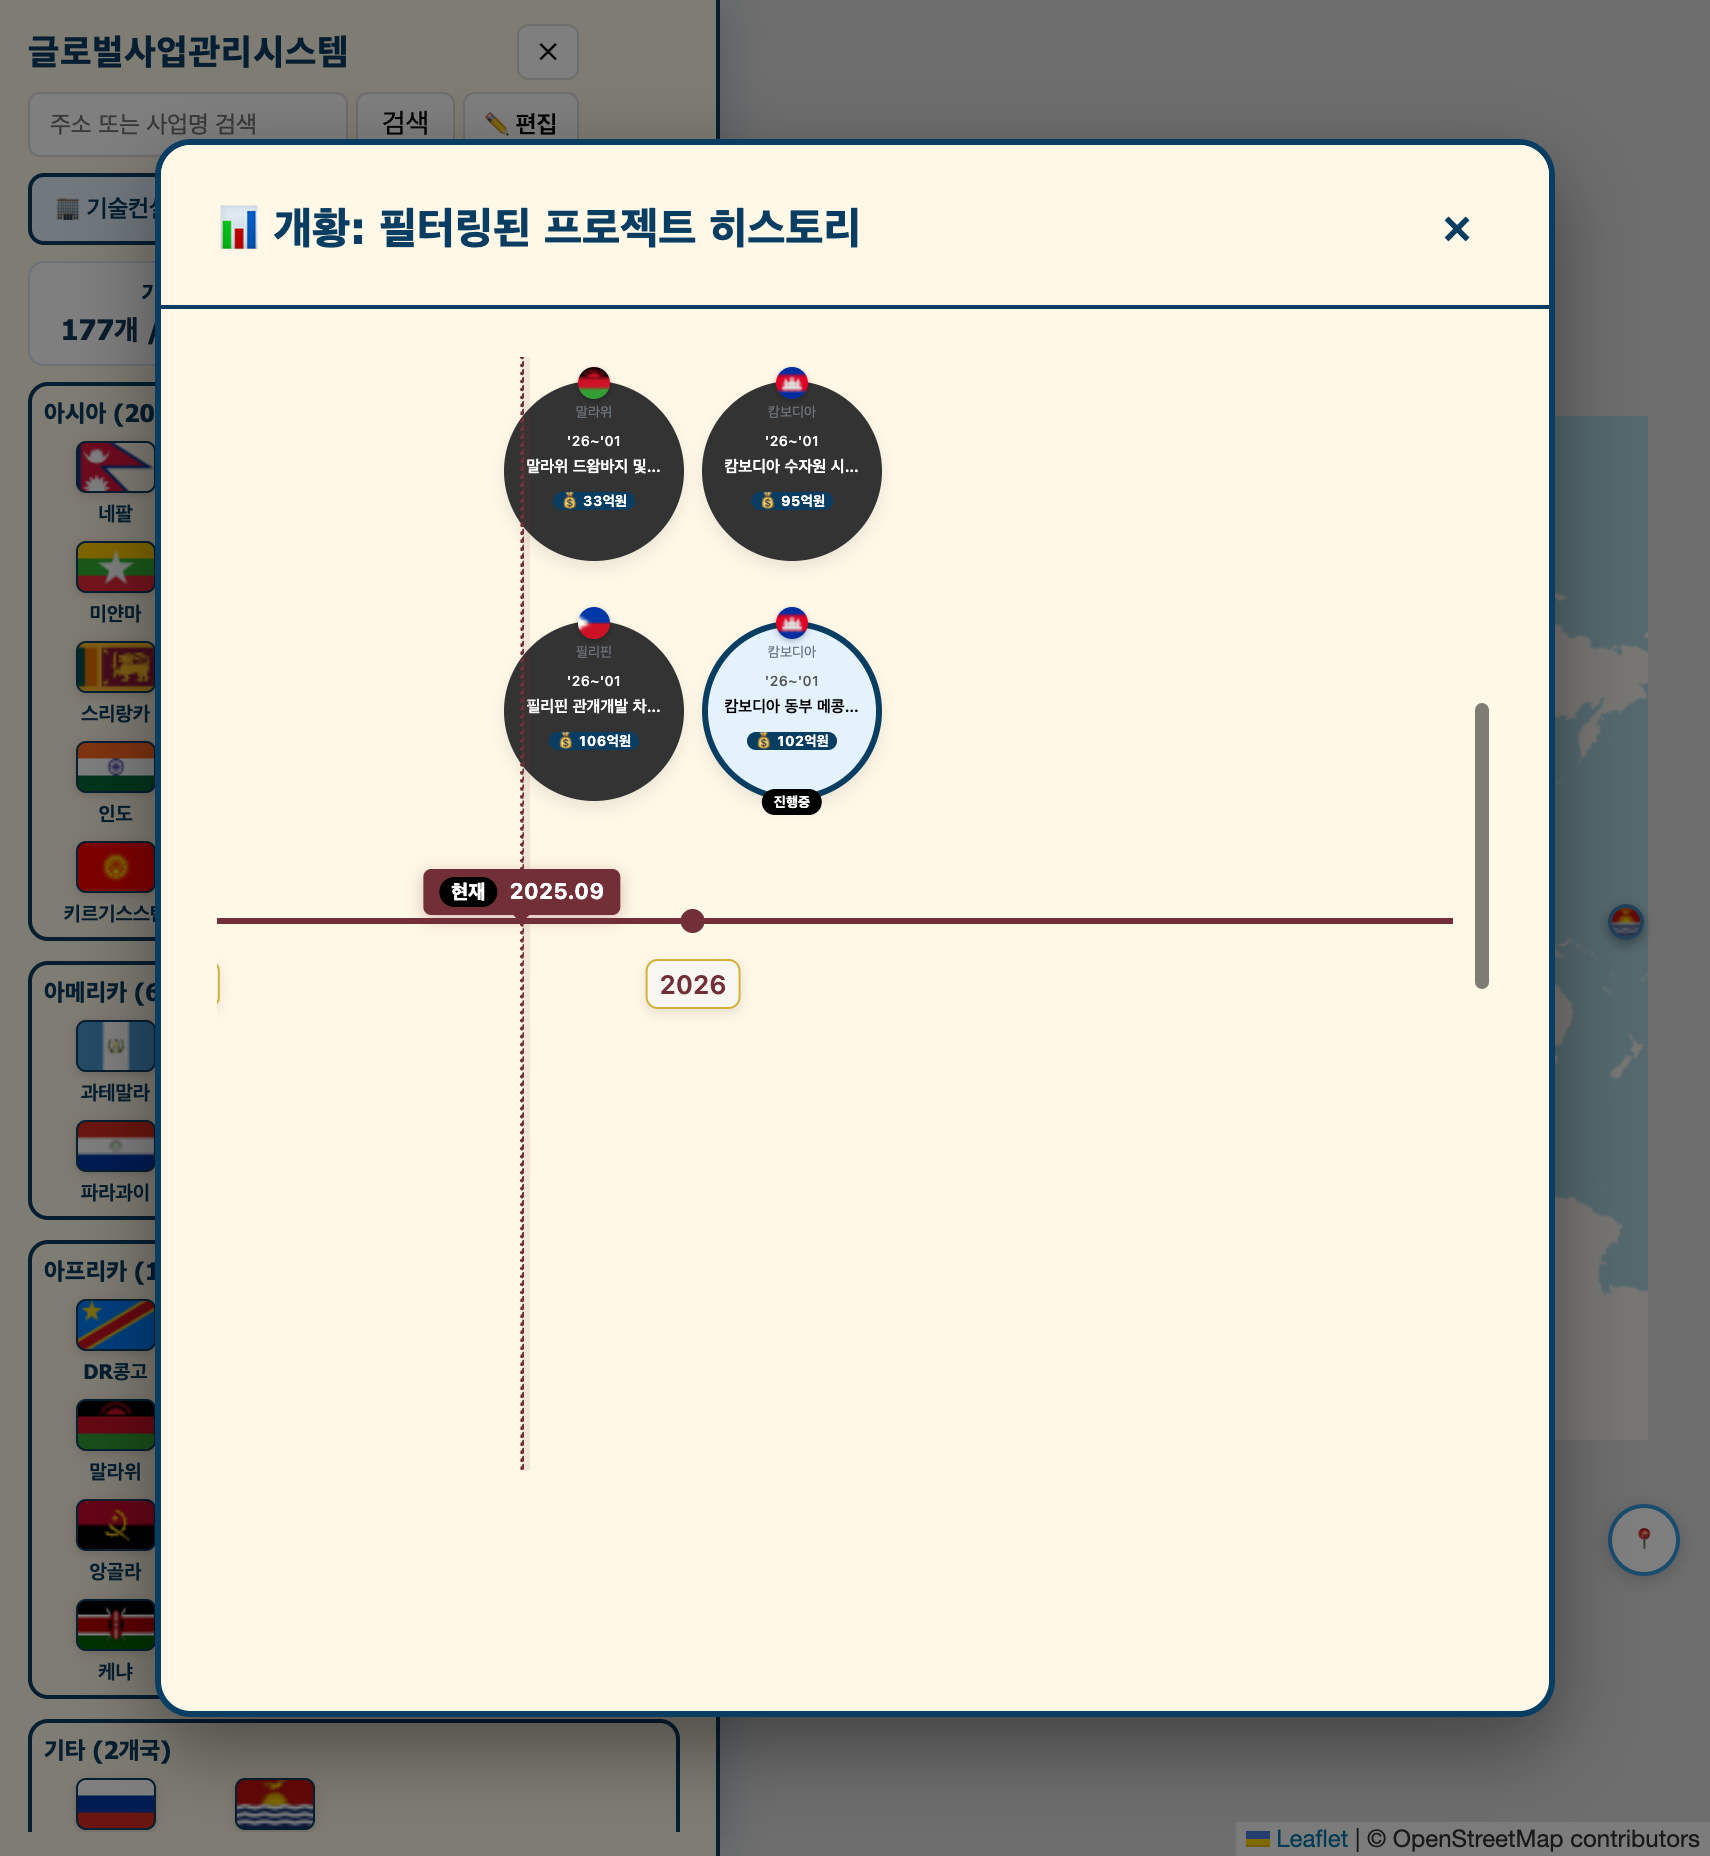 글로벌사업관리시스템
×
주소 또는 사업명 검색
검색
편집
기술컨
177개 /
📊 개황: 필터링된 프로젝트 히스토리
×
말라위
'26~'01
말라위 드왐바지 및...
33억원
캄보디아
'26~'01
캄보디아 수자원 시...
95억원
필리핀
'26~'01
필리핀 관개개발 차...
106억원
캄보디아
'26~'01
캄보디아 동부 메콩...
102억원
진행중
현재 2025.09
2026
아시아 (20
네팔
미얀마
스리랑카
인도
키르기스스
아메리카 (6
과테말라
파라과이
아프리카 (1
DR콩고
말라위
앙골라
케냐
기타 (2개국)
Leaflet | © OpenStreetMap contributors